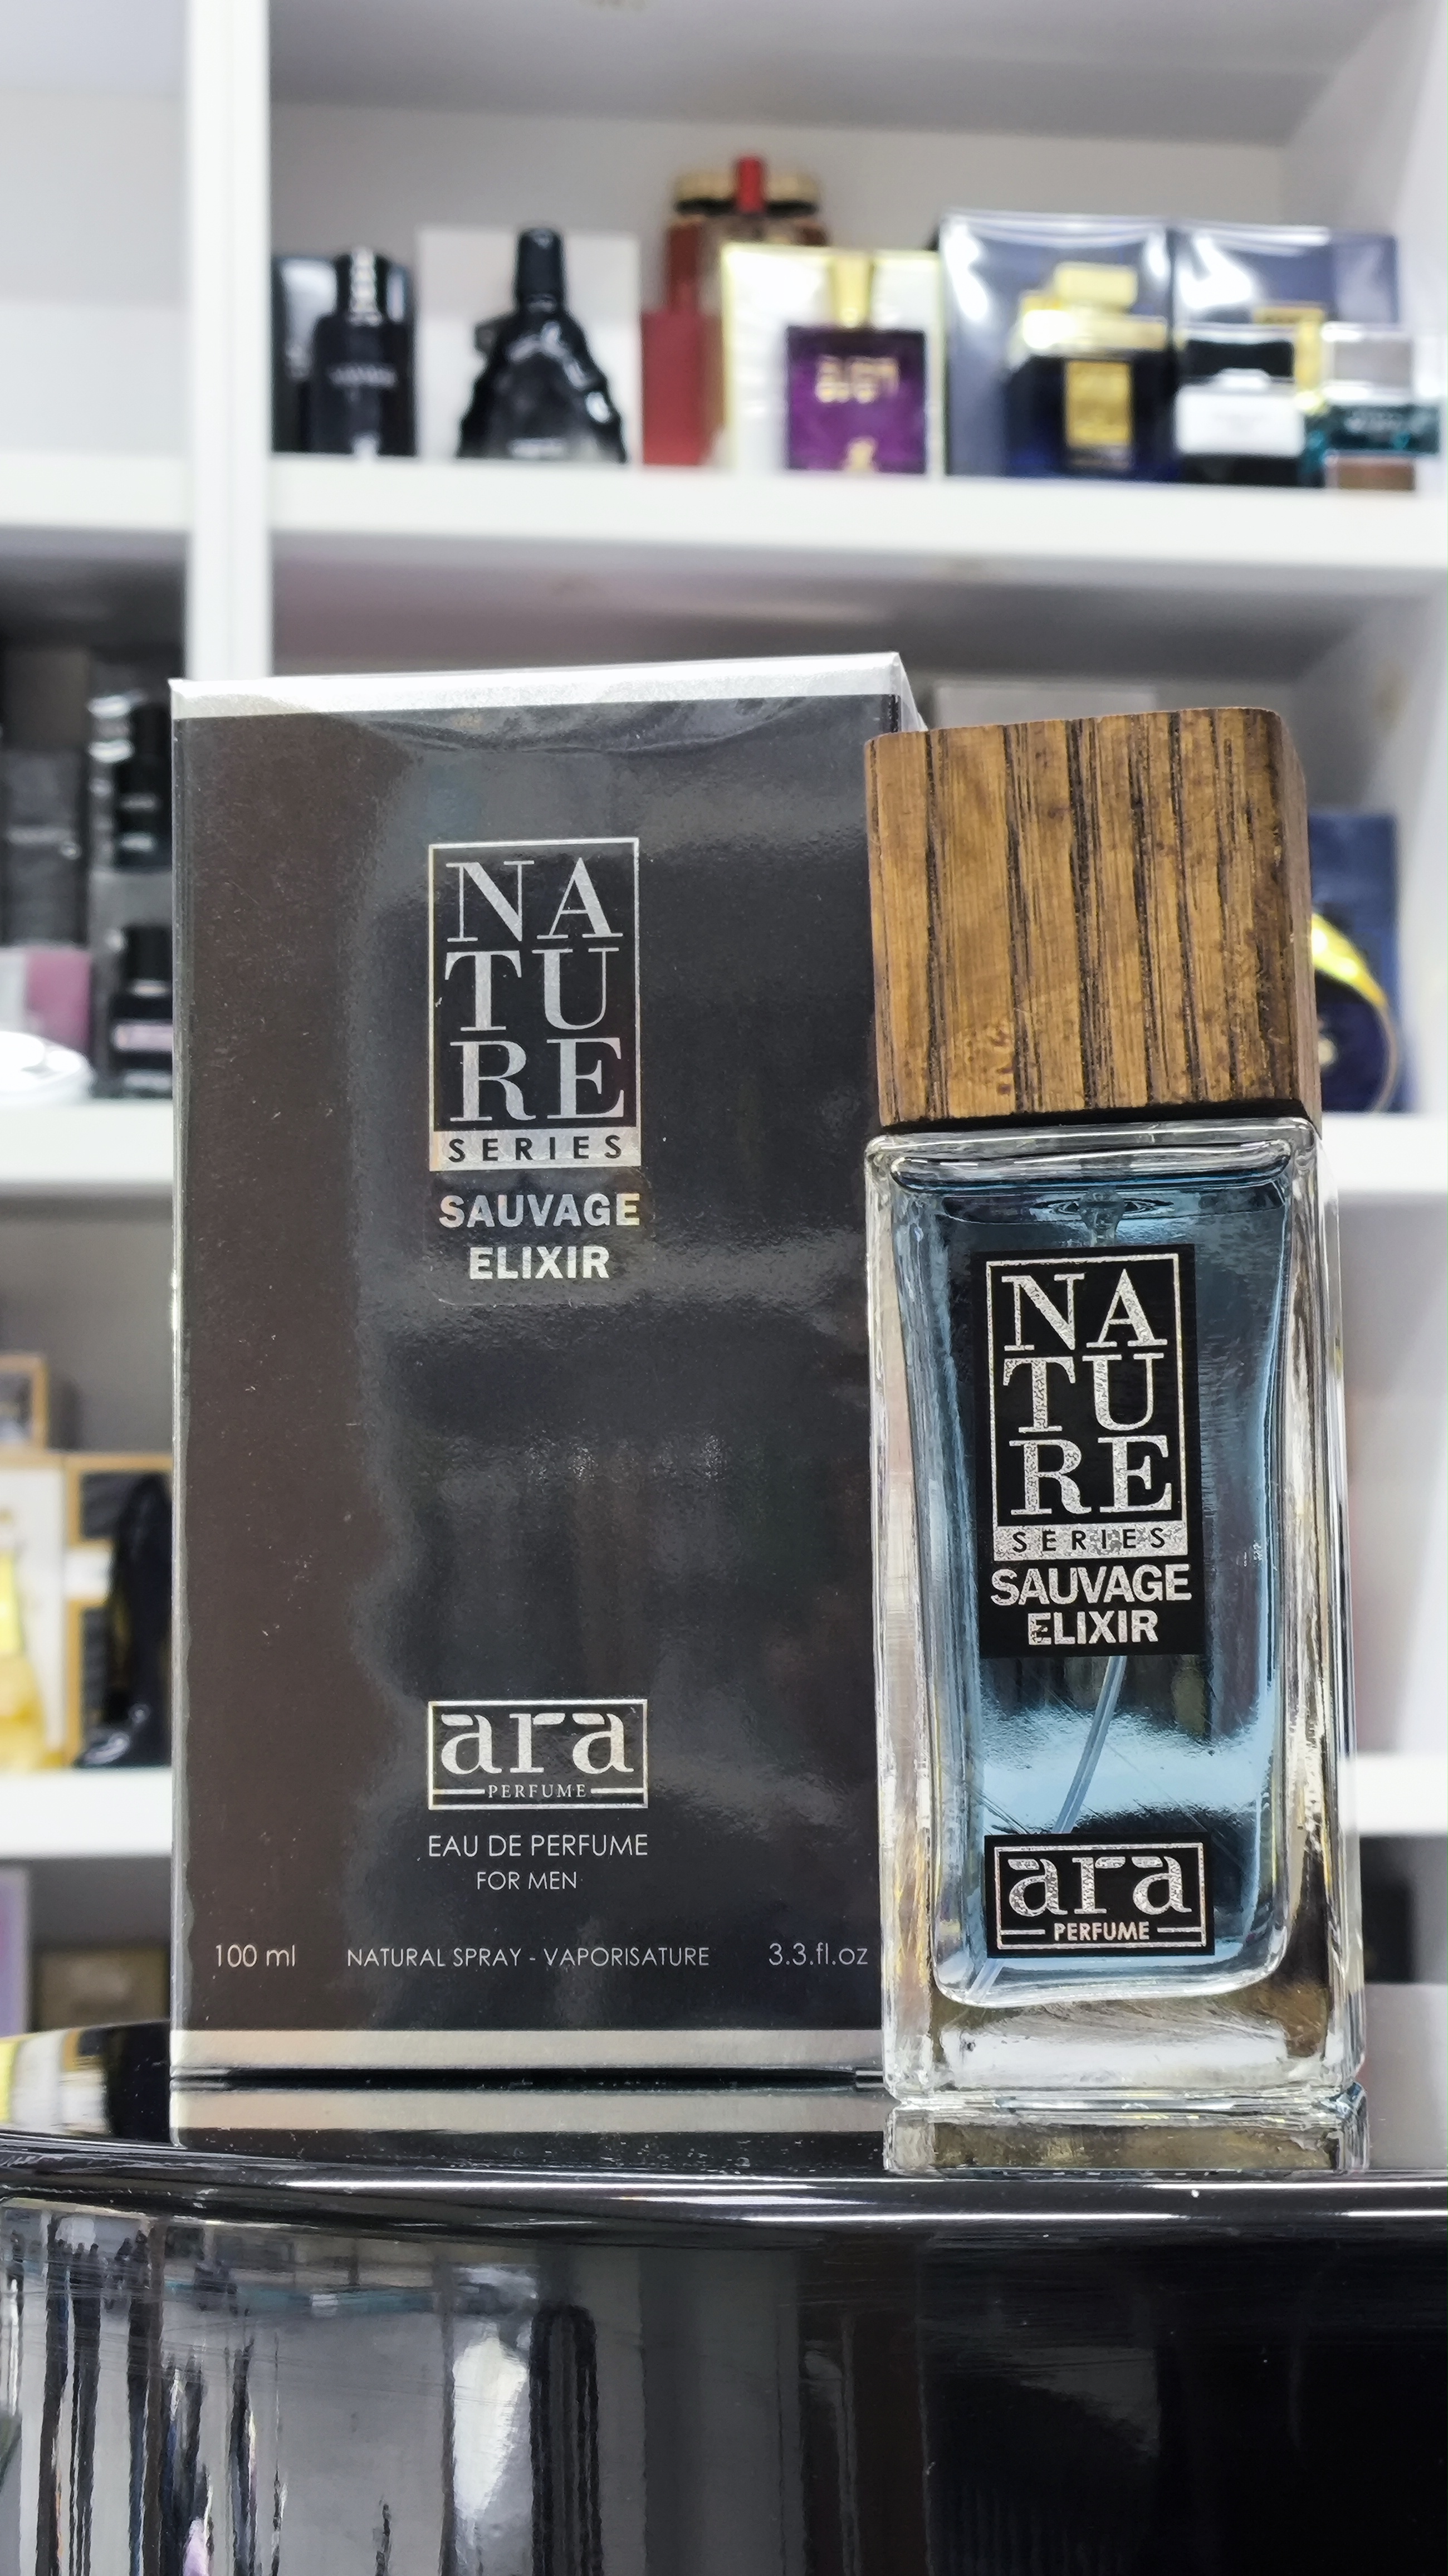 NA
TU
RE
SERIES
SAUVAGE
ELIXIR
ara
PERFUME
EAU DE PERFUME
FOR MEN
100 ml NATURAL SPRAY - VAPORISATURE 3.3.fl.oz
NA
TU
RE
SERIES
SAUVAGE
ELIXIR
ara
PERFUME